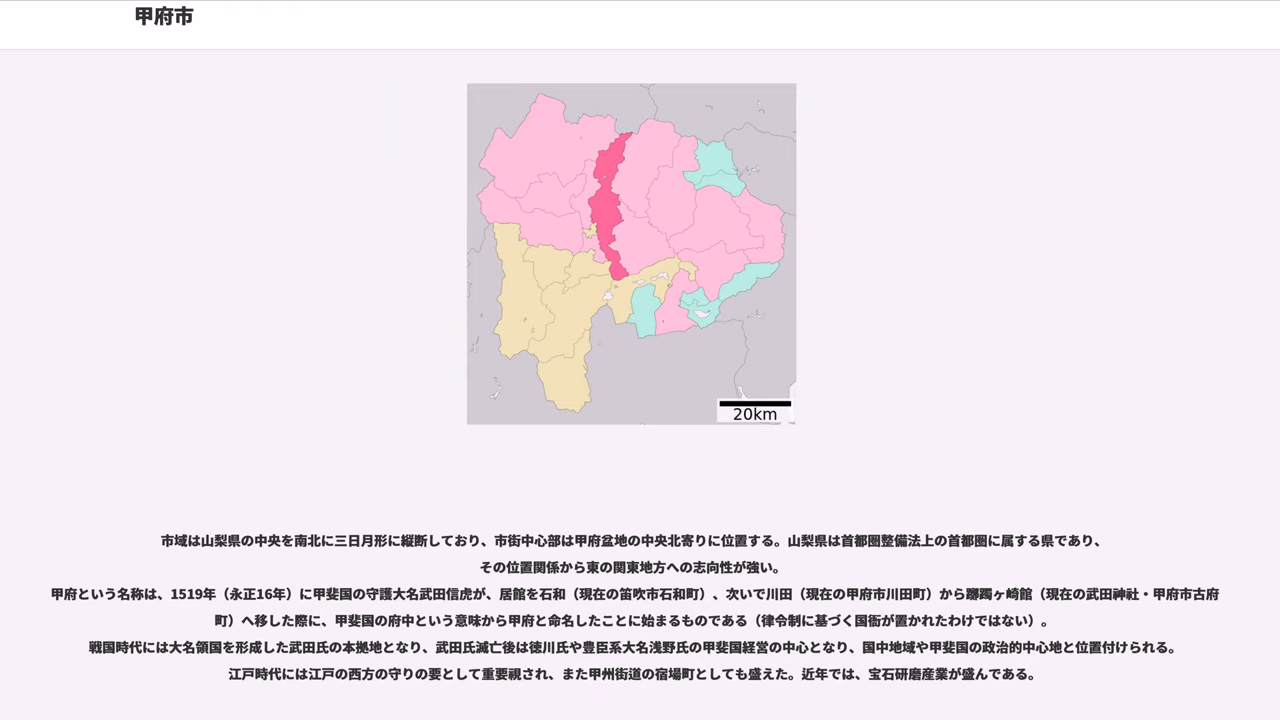 甲府市
20km
市域は山梨県の中央を南北に三日月形に縦断しており、市街中心部は甲府盆地の中央北寄りに位置する。山梨県は首都圏整備法上の首都圏に属する県であり、
その位置関係から東の関東地方への志向性が強い。
甲府という名称は、1519年（永正16年）に甲斐国の守護大名武田信虎が、居館を石和（現在の笛吹市石和町）、次いで川田（現在の甲府市川田町）から躑躅ヶ崎館（現在の武田神社・甲府市古府
町）へ移した際に、甲斐国の府中という意味から甲府と命名したことに始まるものである（律令制に基づく国衙が置かれたわけではない）。
戦国時代には大名領国を形成した武田氏の本拠地となり、武田氏滅亡後は徳川氏や豊臣系大名浅野氏の甲斐国経営の中心となり、国中地域や甲斐国の政治的中心地と位置付けられる。
江戸時代には江戸の西方の守りの要として重要視され、また甲州街道の宿場町としても盛えた。近年では、宝石研磨産業が盛んである。